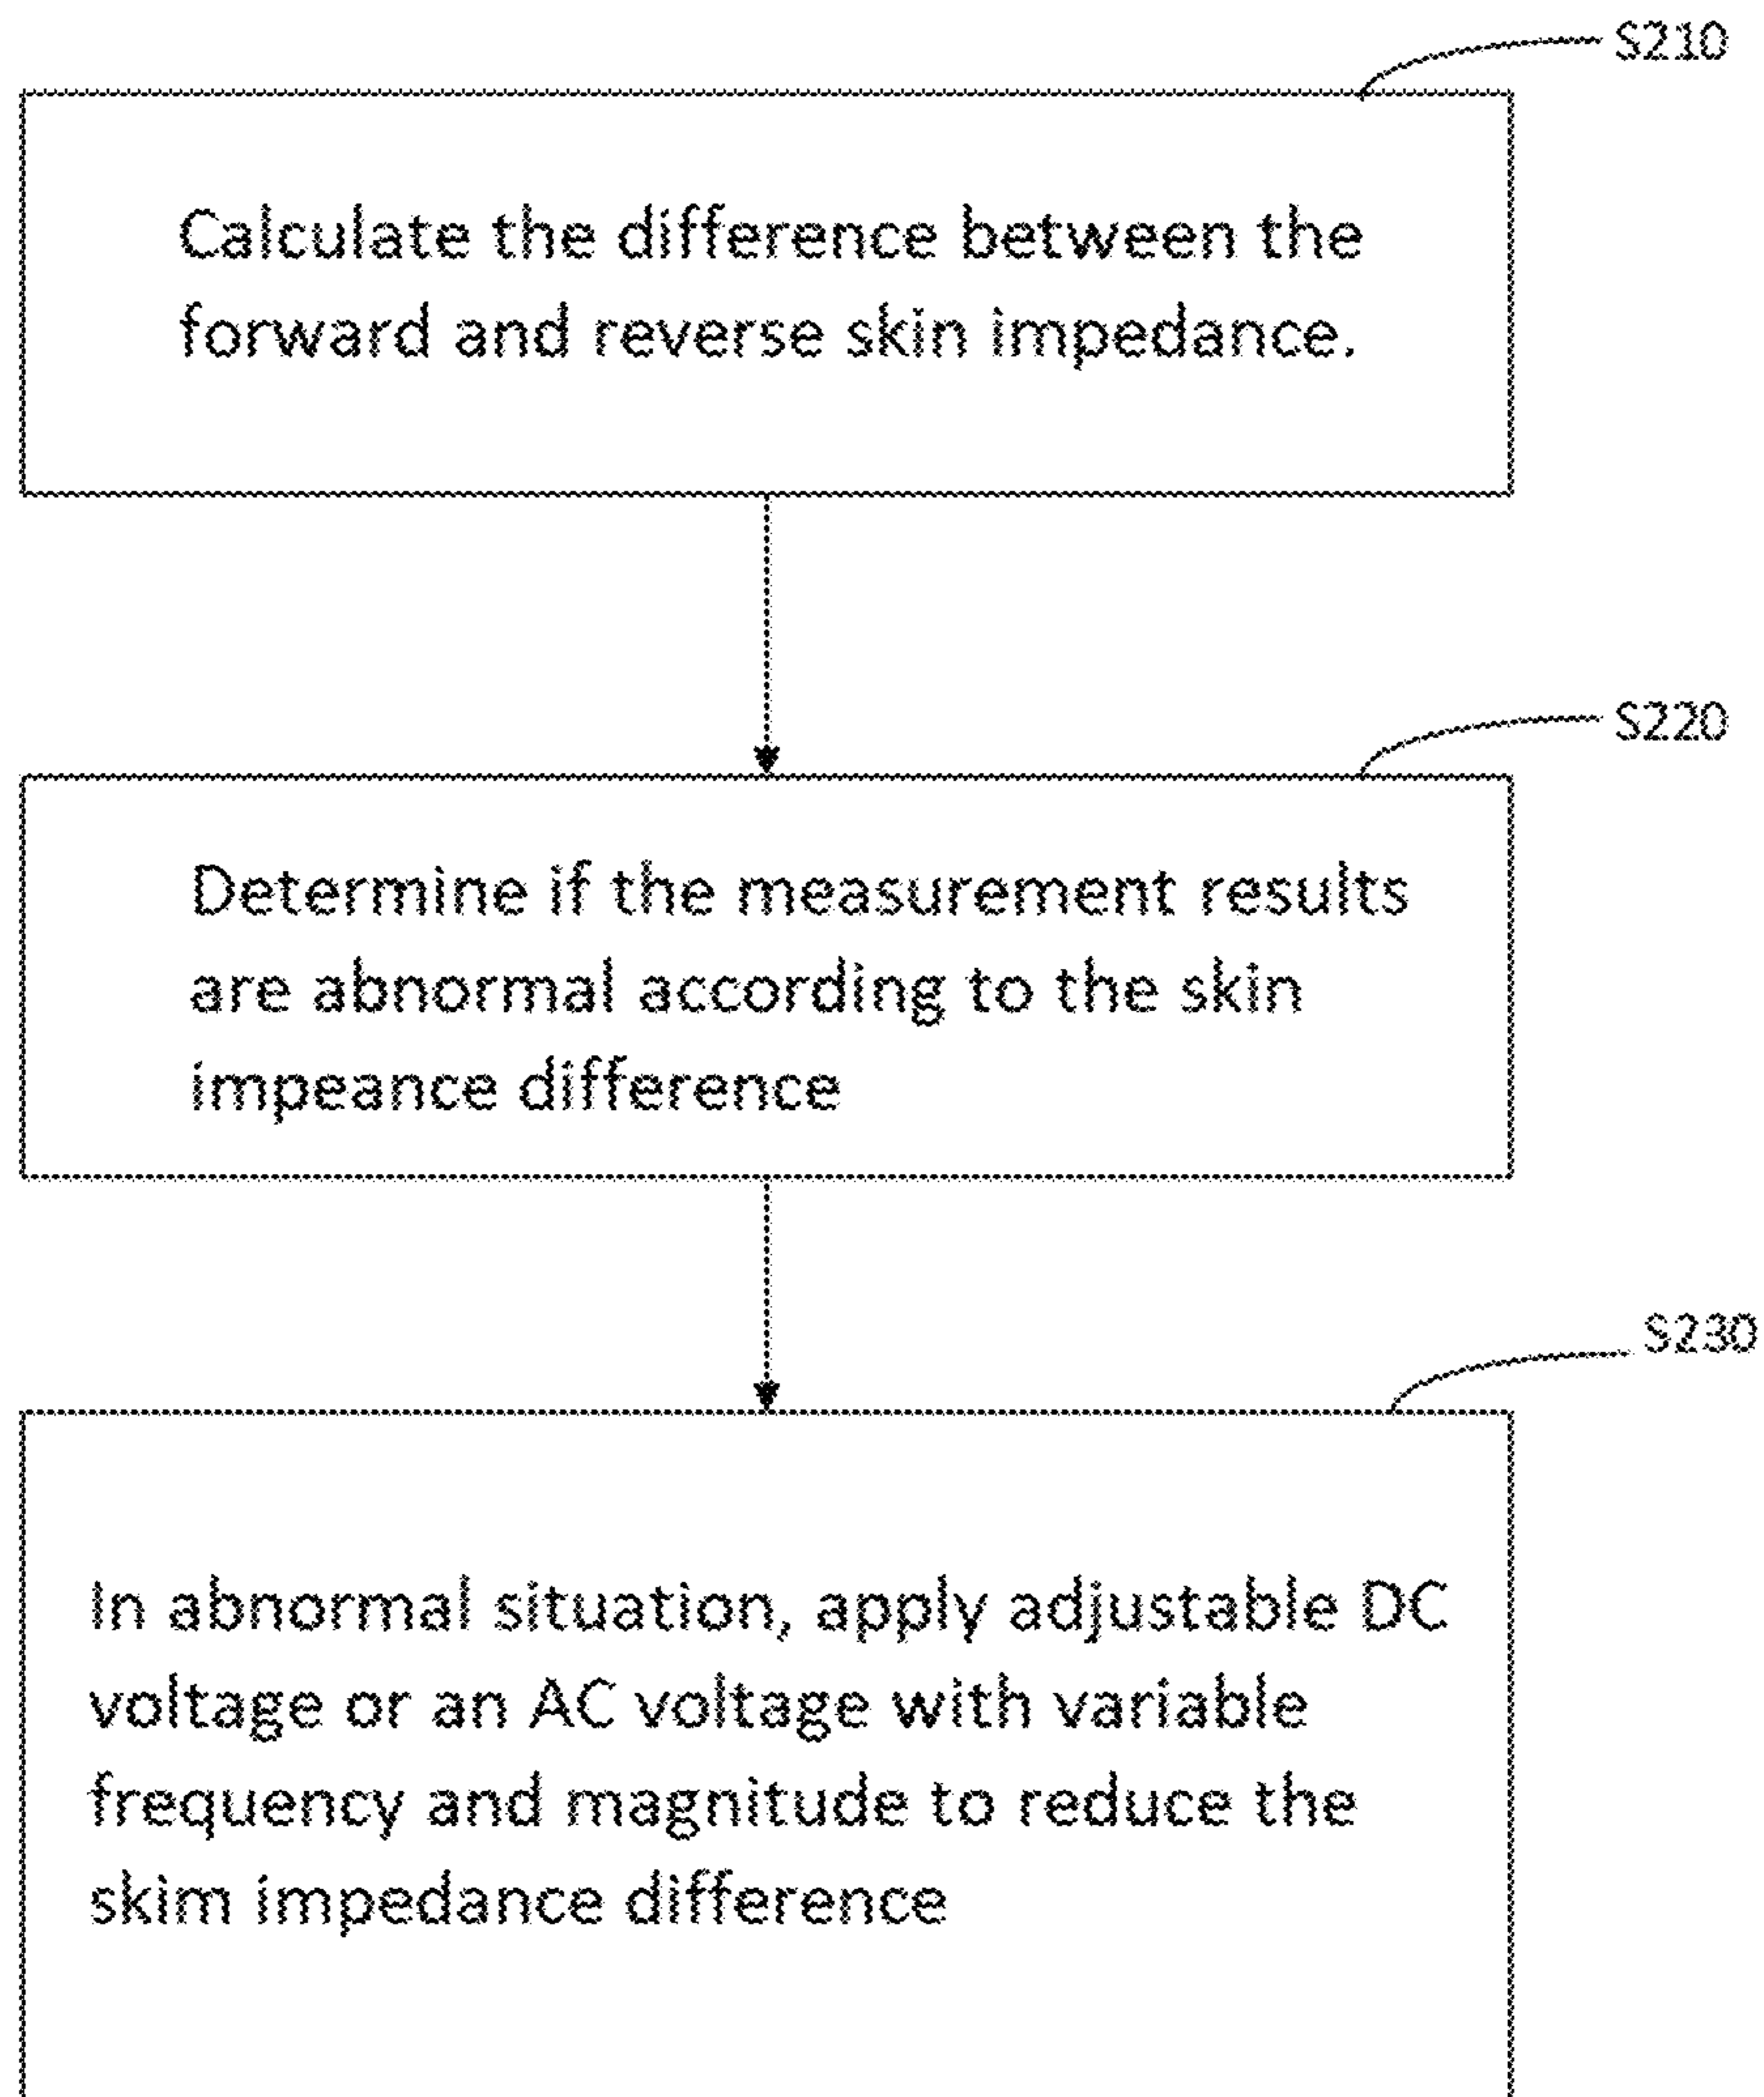 S210
Calculate the difference between the
forward and reverse skin impedance.
S220
Determine if the measurement results
are abnormal according to the skin
impeance difference
S230
In abnormal situation, apply adjustable DC
voltage or an AC voltage with variable
frequency and magnitude to reduce the
skim impedance difference